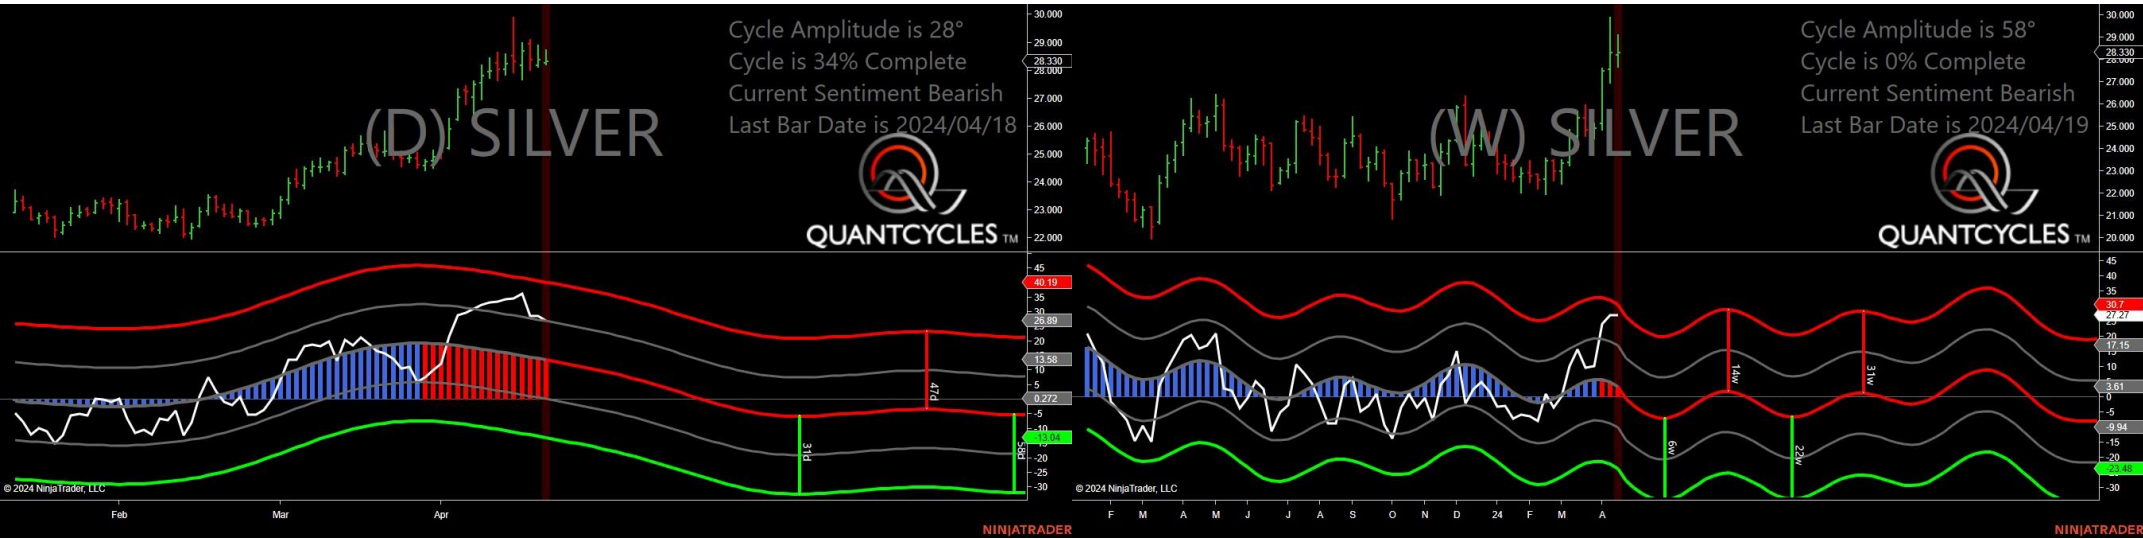 Cycle Amplitude is 28°
Cycle is 34% Complete
Current Sentiment Bearish
Last Bar Date is 2024/04/18
(D) SILVER
QUANTCYCLES TM
30.000
29.000
28.330
28.000
27.000
26.000
25.000
24.000
23.000
22.000
45
40.19
35
30
26.89
20
13.58
10
5
0.272
-5
-10
-13.04
-20
-25
-30
31d
47d
58d
© 2024 NinjaTrader, LLC
Feb Mar Apr
NINJATRADER
Cycle Amplitude is 58°
Cycle is 0% Complete
Current Sentiment Bearish
Last Bar Date is 2024/04/19
(W) SILVER
QUANTCYCLES TM
30.000
29.000
28.330
28.000
27.000
26.000
25.000
24.000
23.000
22.000
21.000
20.000
45
40
35
30.7
27.27
17.15
10
3.61
0
-5
-9.94
-15
-20
-23.48
-30
6w
14w
22w
31w
© 2024 NinjaTrader, LLC
F M A M J J A S O N D 24 F M A
NINJATRADER